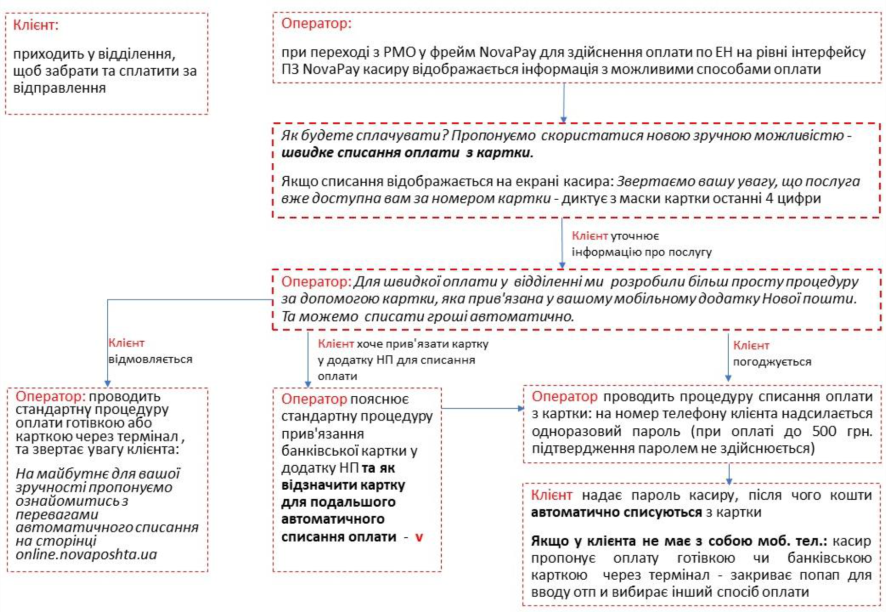 Клієнт:
приходить у відділення,
щоб забрати та сплатити за
відправлення
Оператор:
при переході з РМО у фрейм NovaPay для здійснення оплати по ЕН на рівні інтерфейсу
ПЗ NovaPay касиру відображається інформація з можливими способами оплати
Як будете сплачувати? Пропонуємо скористатися новою зручною можливістю -
швидке списання оплати з картки.
Якщо списання відображається на екрані касира: Звертаємо вашу увагу, що послуга
вже доступна вам за номером картки - диктує з маски картки останні 4 цифри
Клієнт уточнює
інформацію про послугу
Оператор: Для швидкої оплати у відділенні ми розробили більш просту процедуру
за допомогою картки, яка прив'язана у вашому мобільному додатку Нової пошти.
Та можемо списати гроші автоматично.
Клієнт
відмовляється
Клієнт хоче прив'язати картку
у додатку НП для списання
оплати
Клієнт
погоджується
Оператор: проводить
стандартну процедуру
оплати готівкою або
карткою через термінал ,
та звертає увагу клієнта:
На майбутнє для вашої
зручності пропонуємо
ознайомитись з
перевагами
автоматичного списання
на сторінці
online.novaposhta.ua
Оператор пояснює
стандартну процедуру
прив'язання
банківської картки у
додатку НП та як
відзначити картку
для подальшого
автоматичного
списання оплати - v
Оператор проводить процедуру списання оплати
з картки: на номер телефону клієнта надсилається
одноразовий пароль (при оплаті до 500 грн.
підтвердження паролем не здійснюється)
Клієнт надає пароль касиру, після чого кошти
автоматично списуються з картки
Якщо у клієнта не має з собою моб. тел.: касир
пропонує оплату готівкою чи банківською
карткою через термінал - закриває попап для
вводу отп и вибирає інший спосіб оплати